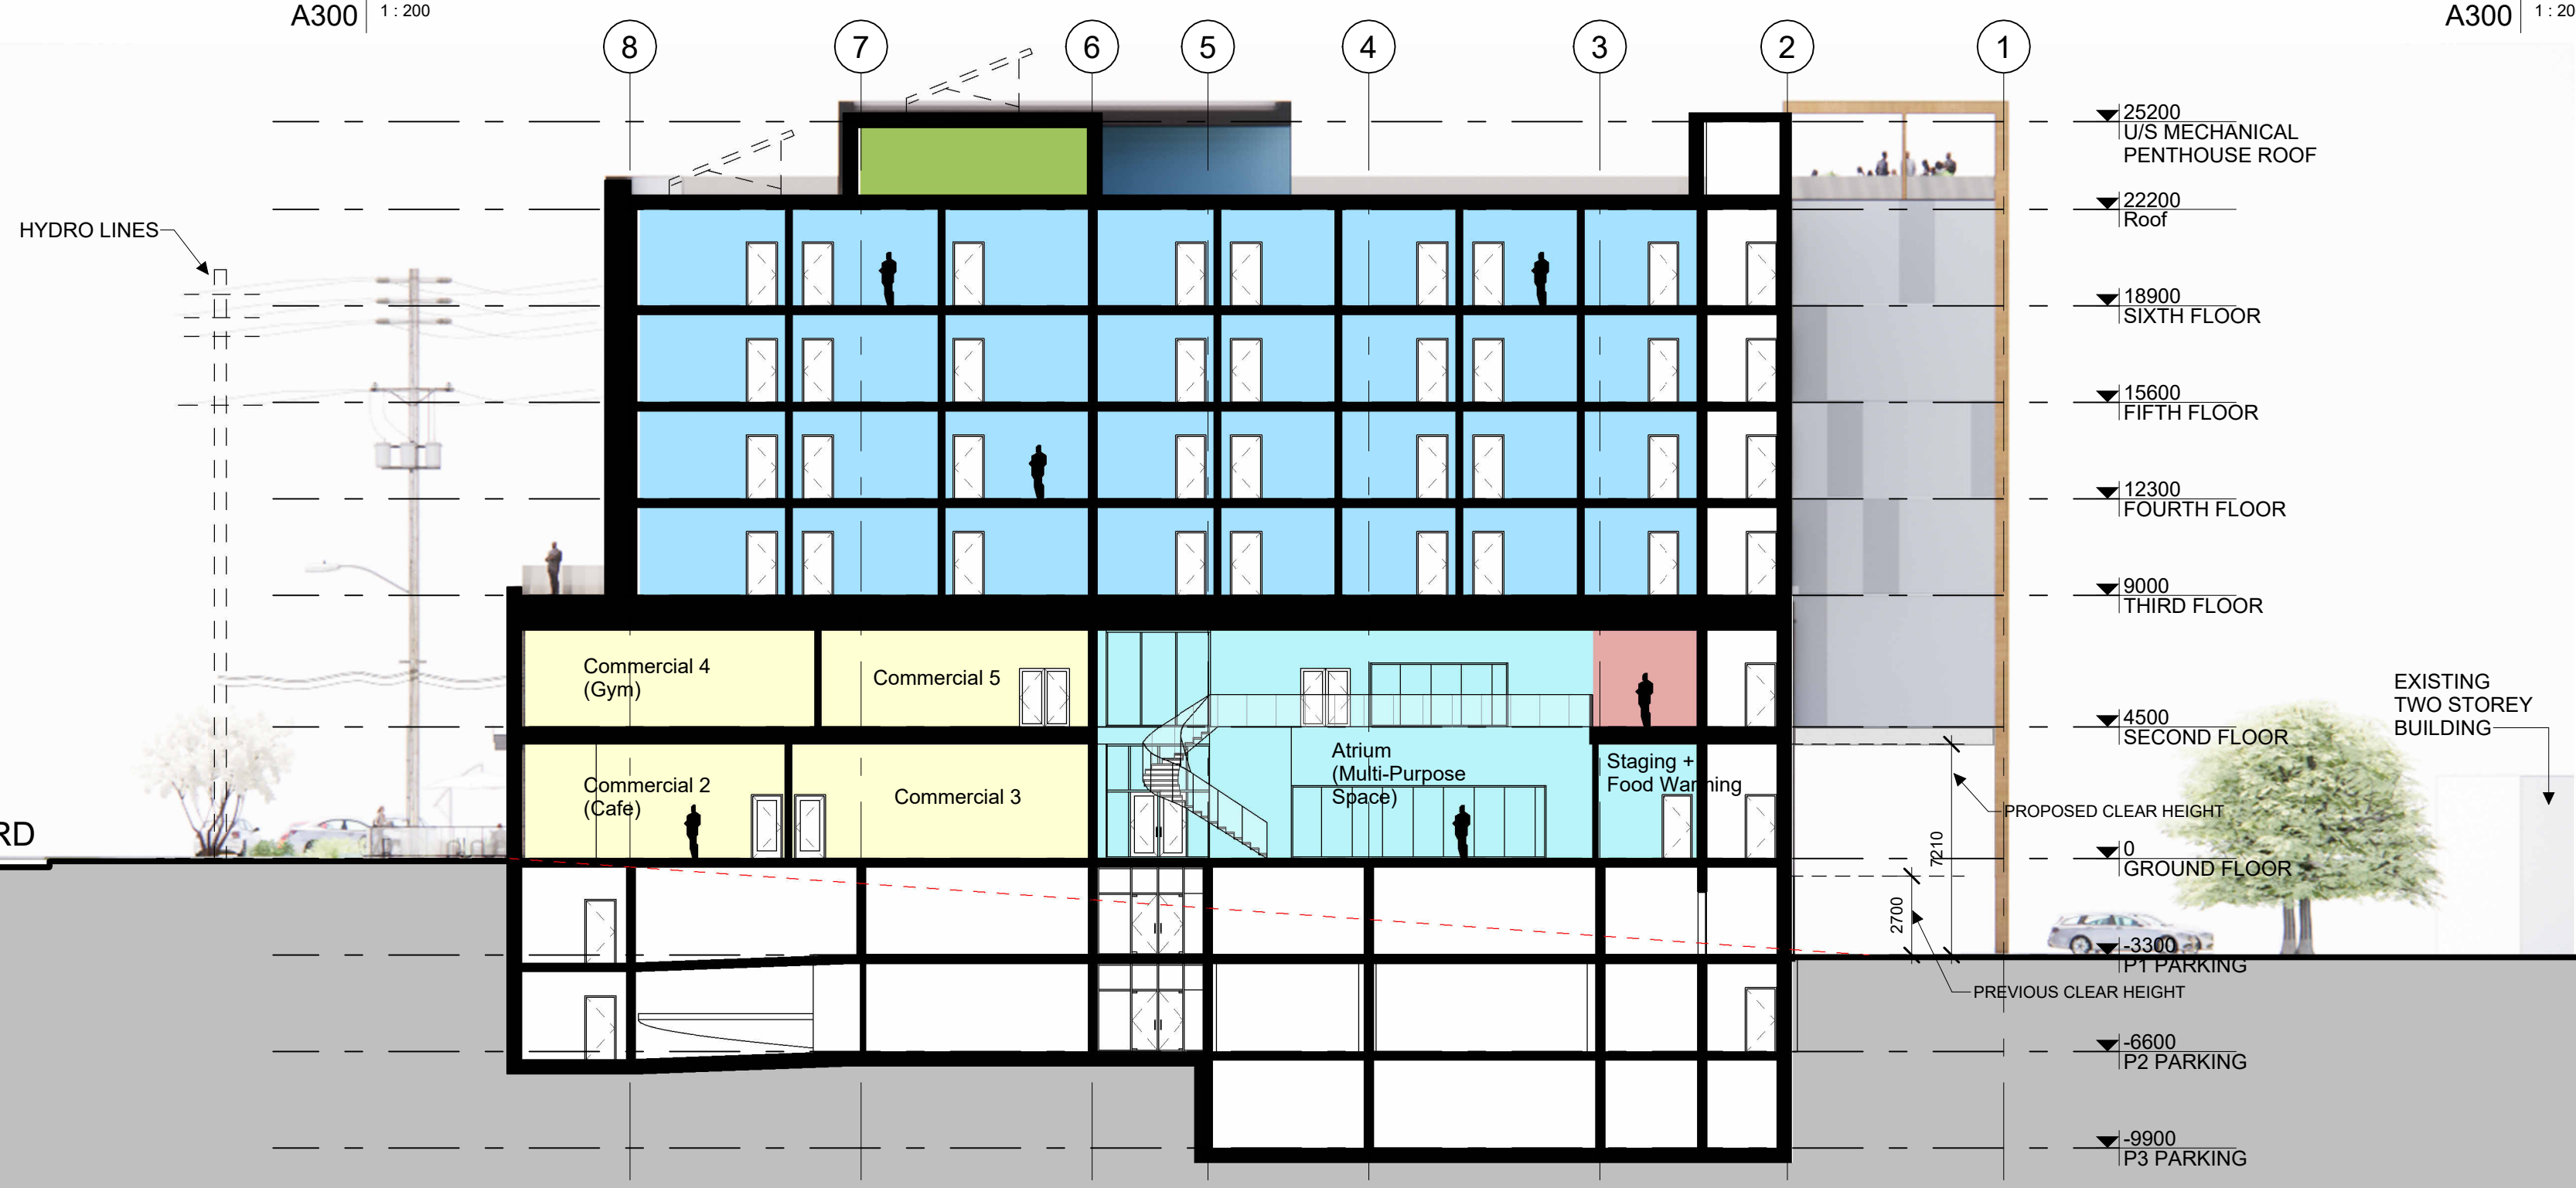 A300
1 : 200
A300
1 : 20
8
7
6
5
4
3
2
1
25200
U/S MECHANICAL
PENTHOUSE ROOF
22200
Roof
HYDRO LINES
18900
SIXTH FLOOR
15600
FIFTH FLOOR
12300
FOURTH FLOOR
9000
THIRD FLOOR
Commercial 4
(Gym)
Commercial 5
EXISTING
TWO STOREY
BUILDING
4500
SECOND FLOOR
Commercial 2
(Cafe)
Commercial 3
Atrium
(Multi-Purpose
Space)
Staging +
Food Warming
PROPOSED CLEAR HEIGHT
RD
7210
0
GROUND FLOOR
2700
-3300
P1 PARKING
PREVIOUS CLEAR HEIGHT
-6600
P2 PARKING
-9900
P3 PARKING